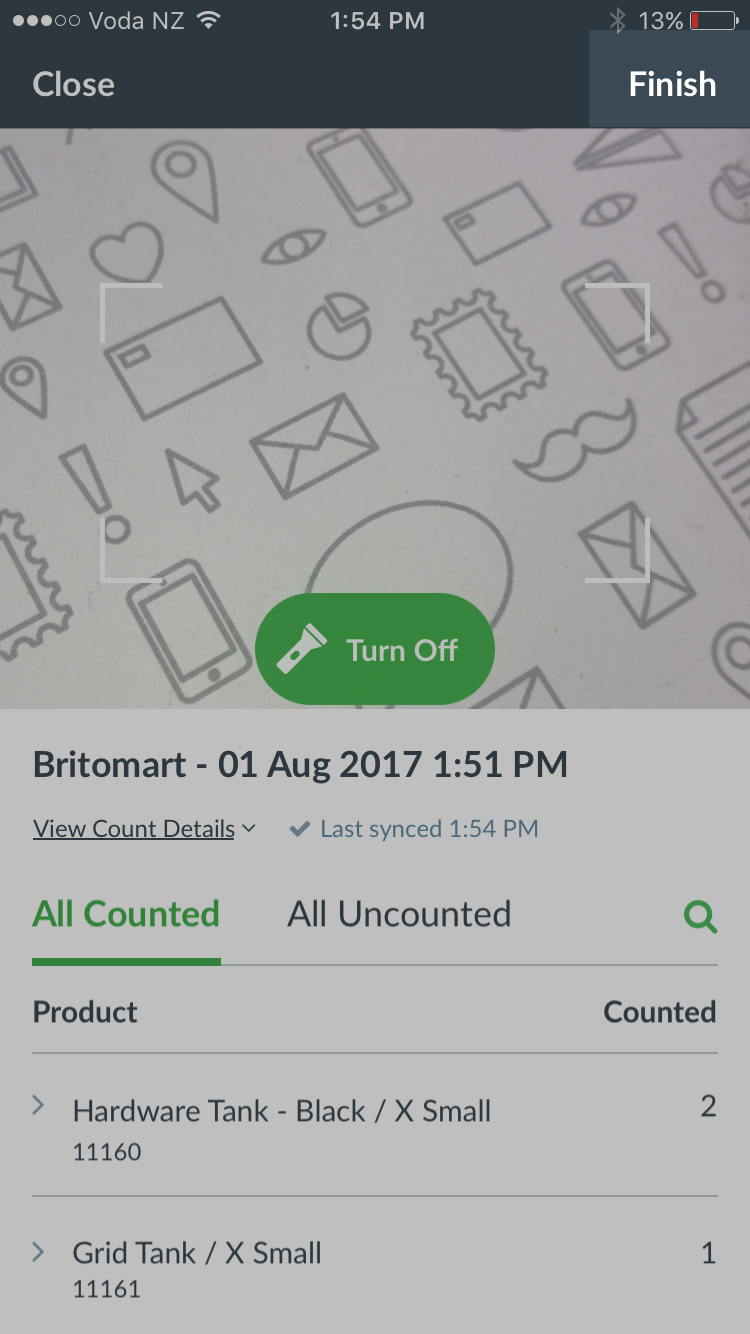 Voda NZ 1:54 PM 13%
Close Finish
Turn Off
Britomart - 01 Aug 2017 1:51 PM
View Count Details Last synced 1:54 PM
All Counted All Uncounted
Product Counted
Hardware Tank - Black / X Small 2
11160
Grid Tank / X Small 1
11161